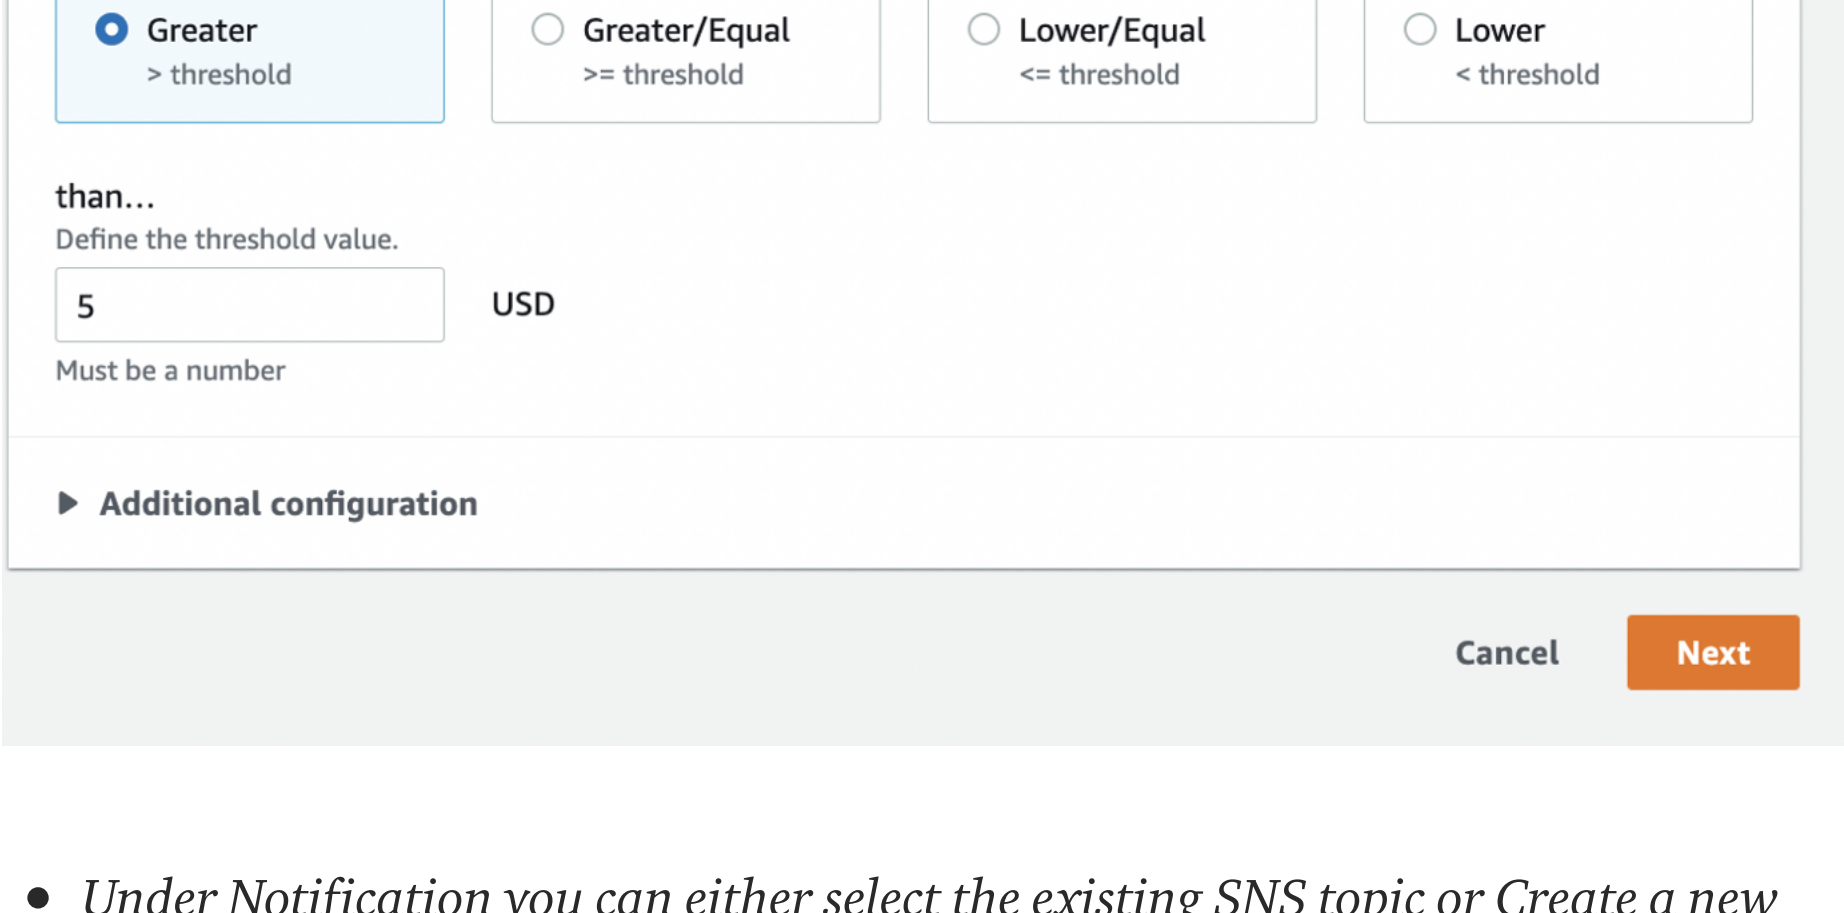 Greater
> threshold
Greater/Equal
>= threshold
Lower/Equal
<= threshold
Lower
< threshold
than...
Define the threshold value.
5
USD
Must be a number
Additional configuration
Cancel
Next
• Under Notification you can either select the existing SNS topic or Create a new